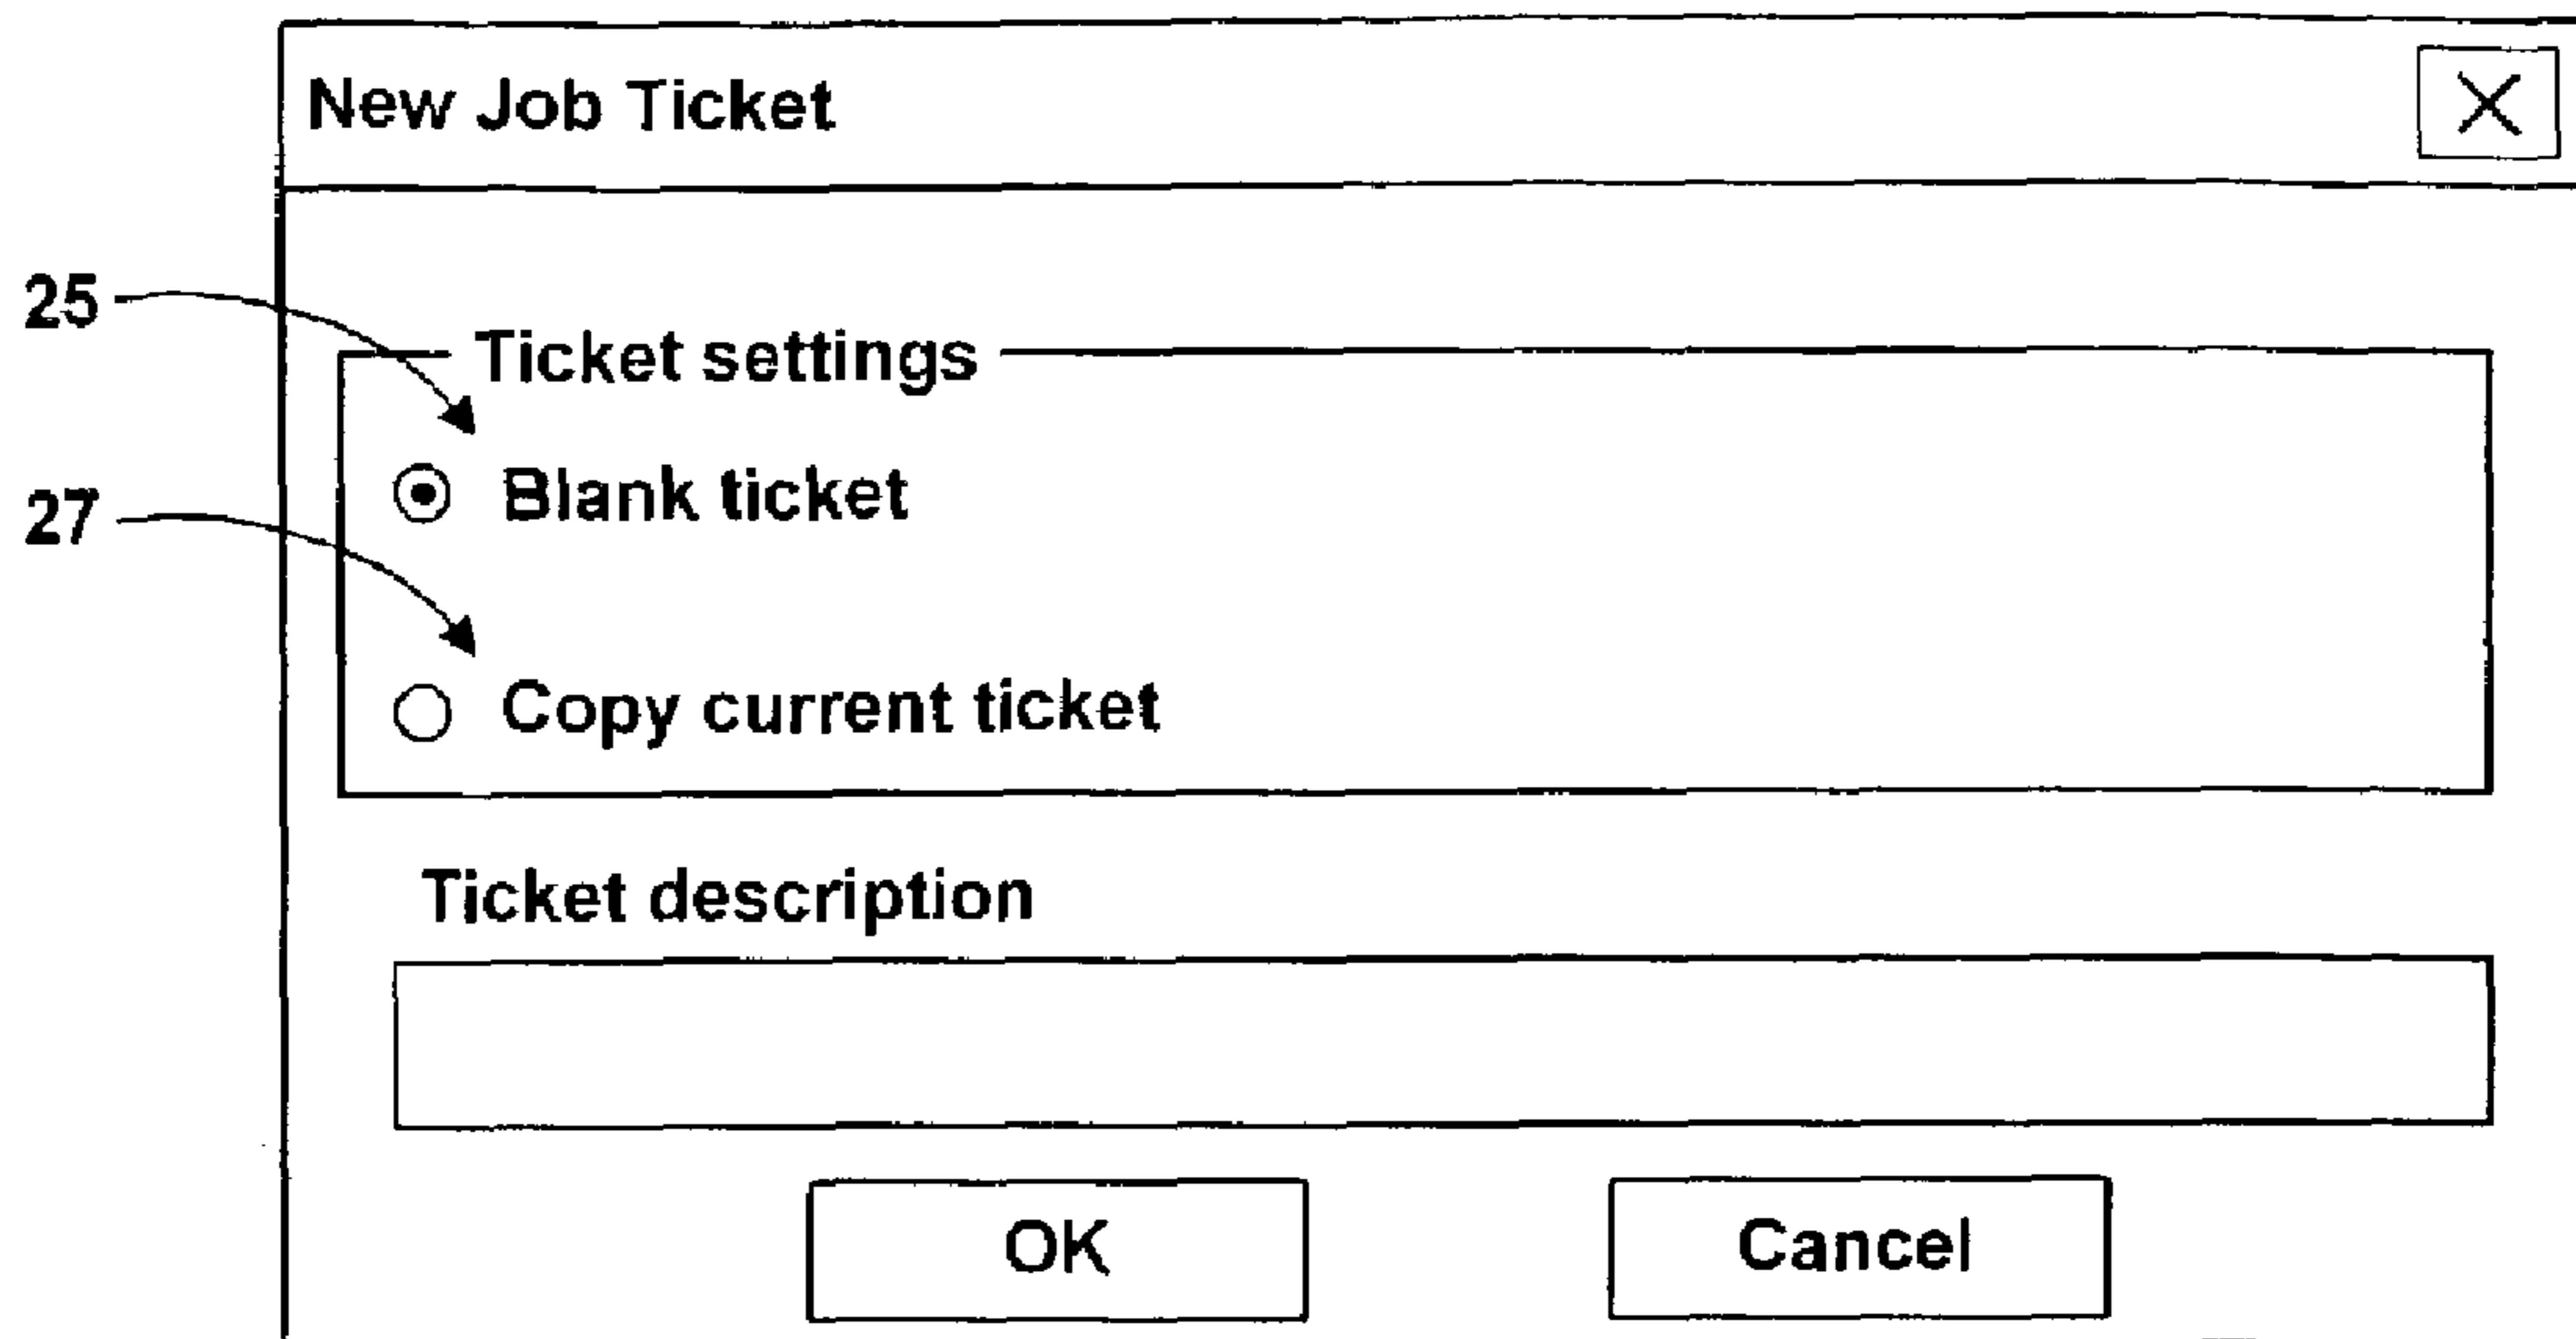 New Job Ticket
25
Ticket settings
Blank ticket
27
Copy current ticket
Ticket description
OK
Cancel